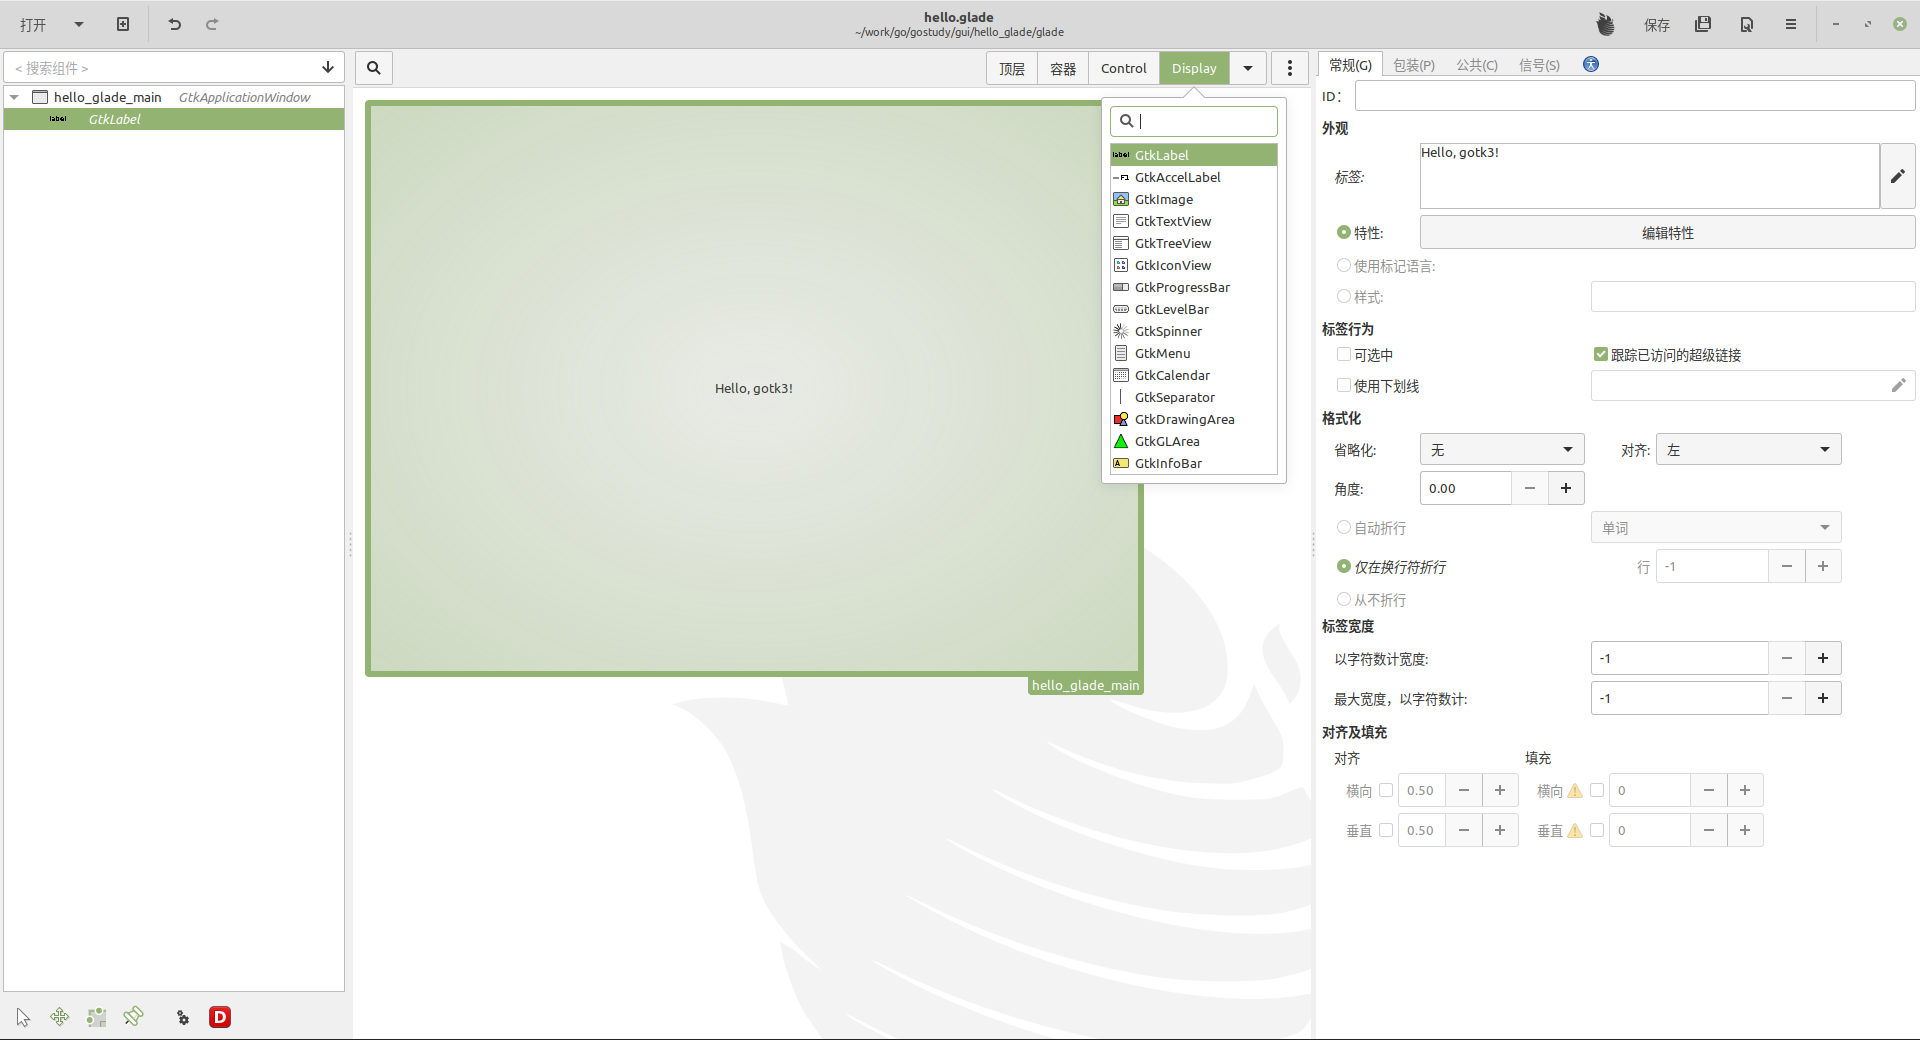 打开
hello.glade
~/work/go/gostudy/gui/hello_glade/glade
保存
< 搜索组件 >
hello_glade_main GtkApplicationWindow
label GtkLabel
顶层 容器 Control Display
label GtkLabel
F1 GtkAccelLabel
GtkImage
GtkTextView
GtkTreeView
GtkIconView
GtkProgressBar
GtkLevelBar
GtkSpinner
GtkMenu
GtkCalendar
GtkSeparator
GtkDrawingArea
GtkGLArea
A GtkInfoBar
Hello, gotk3!
hello_glade_main
D
常规(G) 包装(P) 公共(C) 信号(S)
ID：
外观
标签: Hello, gotk3!
特性: 编辑特性
使用标记语言:
样式:
标签行为
可选中 跟踪已访问的超级链接
使用下划线
格式化
省略化: 无 对齐: 左
角度: 0.00
自动折行 单词
仅在换行符折行 行 -1
从不折行
标签宽度
以字符数计宽度: -1
最大宽度，以字符数计: -1
对齐及填充
对齐 填充
横向 0.50 横向 0
垂直 0.50 垂直 0